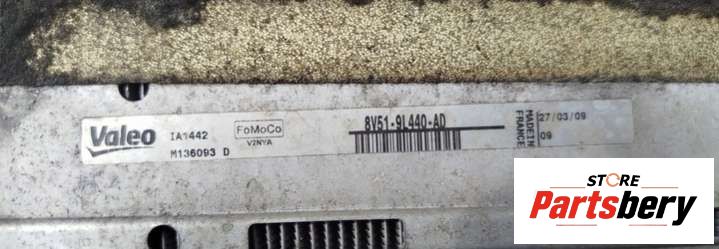 Valeo
IA1442
M136093 D
FoMoCo
V2NYA
8V51-9L440-AD
MADE IN
FRANCE
27/03/09
09
STORE
Partsbery